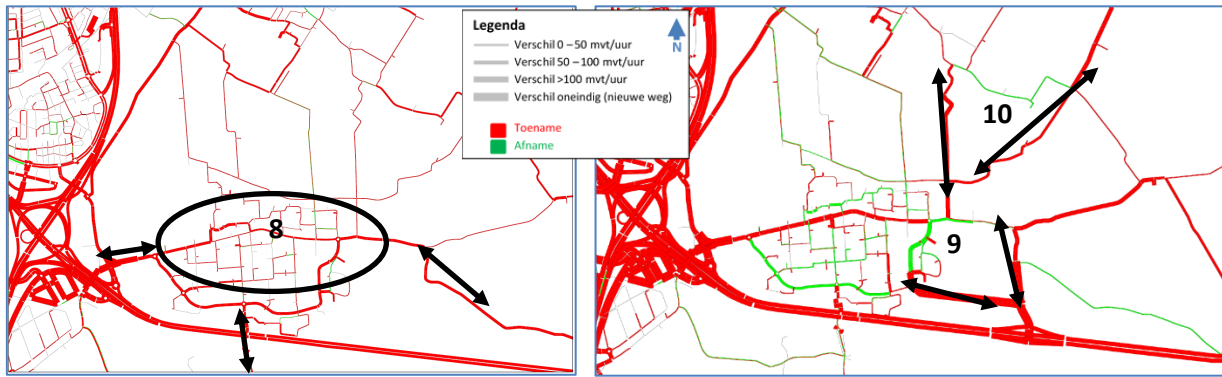 Legenda
N
Verschil 0 – 50 mvt/uur
Verschil 50 – 100 mvt/uur
Verschil >100 mvt/uur
Verschil oneindig (nieuwe weg)
Toename
Afname
8
10
9